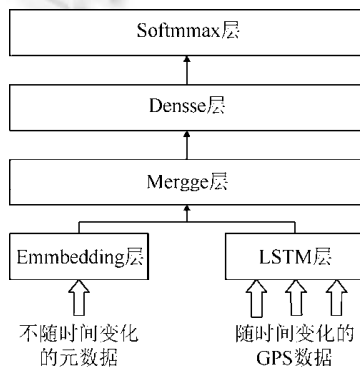 Softmmax层
Densse层
Mergge层
Emmbedding层
LSTM层
不随时间变化
的元数据
随时间变化的
GPS数据